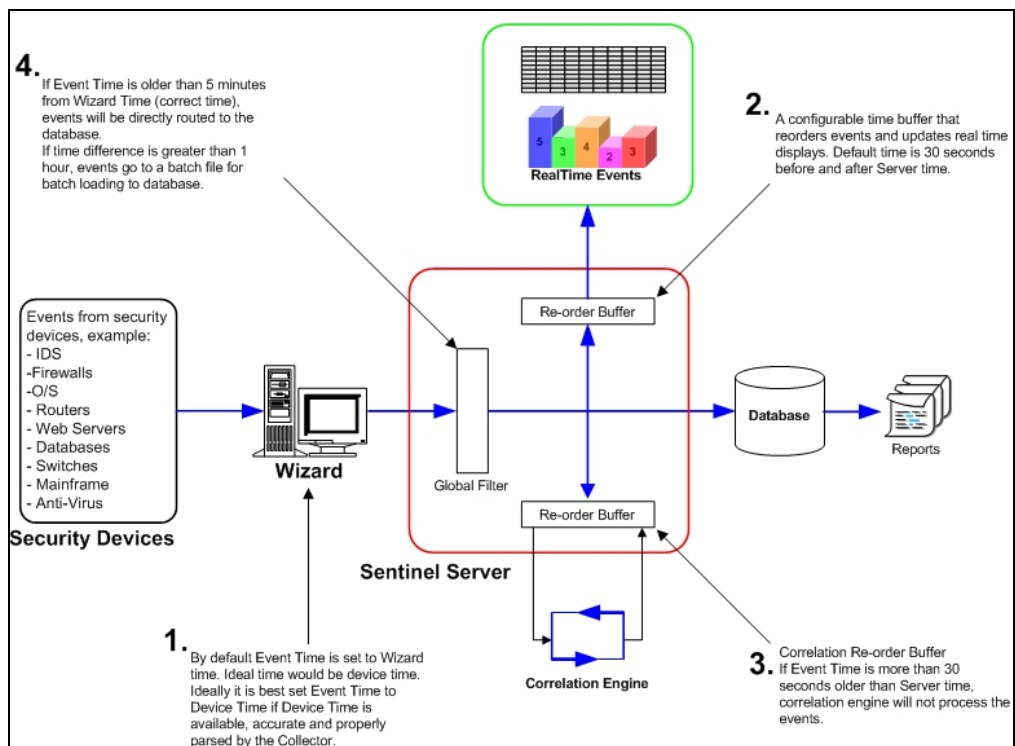 4.
If Event Time is older than 5 minutes
from Wizard Time (correct time),
events will be directly routed to the
database.
If time difference is greater than 1
hour, events go to a batch file for
batch loading to database.
5
3
4
2
3
RealTime Events
2.
A configurable time buffer that
reorders events and updates real time
displays. Default time is 30 seconds
before and after Server time.
Events from security
devices, example:
- IDS
-Firewalls
-O/S
- Routers
- Web Servers
- Databases
- Switches
- Mainframe
- Anti-Virus
Security Devices
Wizard
Global Filter
Re-order Buffer
Re-order Buffer
Sentinel Server
Database
Reports
Correlation Engine
1.
By default Event Time is set to Wizard
time. Ideal time would be device time.
Ideally it is best set Event Time to
Device Time if Device Time is
available, accurate and properly
parsed by the Collector.
3.
Correlation Re-order Buffer
If Event Time is more than 30
seconds older than Server time,
correlation engine will not process the
events.